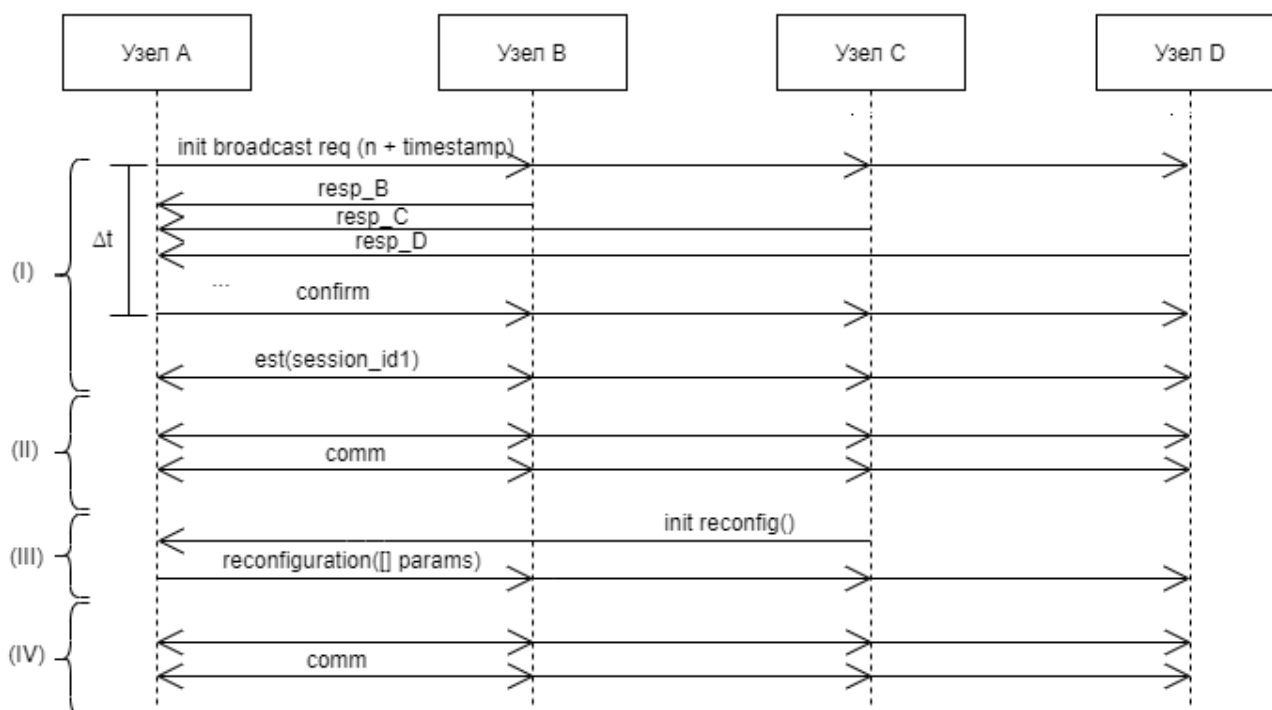 Узел A
Узел B
Узел C
Узел D
init broadcast req (n + timestamp)
resp_B
resp_C
resp_D
Δt
(I)
...
confirm
est(session_id1)
(II)
comm
init reconfig()
(III)
reconfiguration([] params)
(IV)
comm